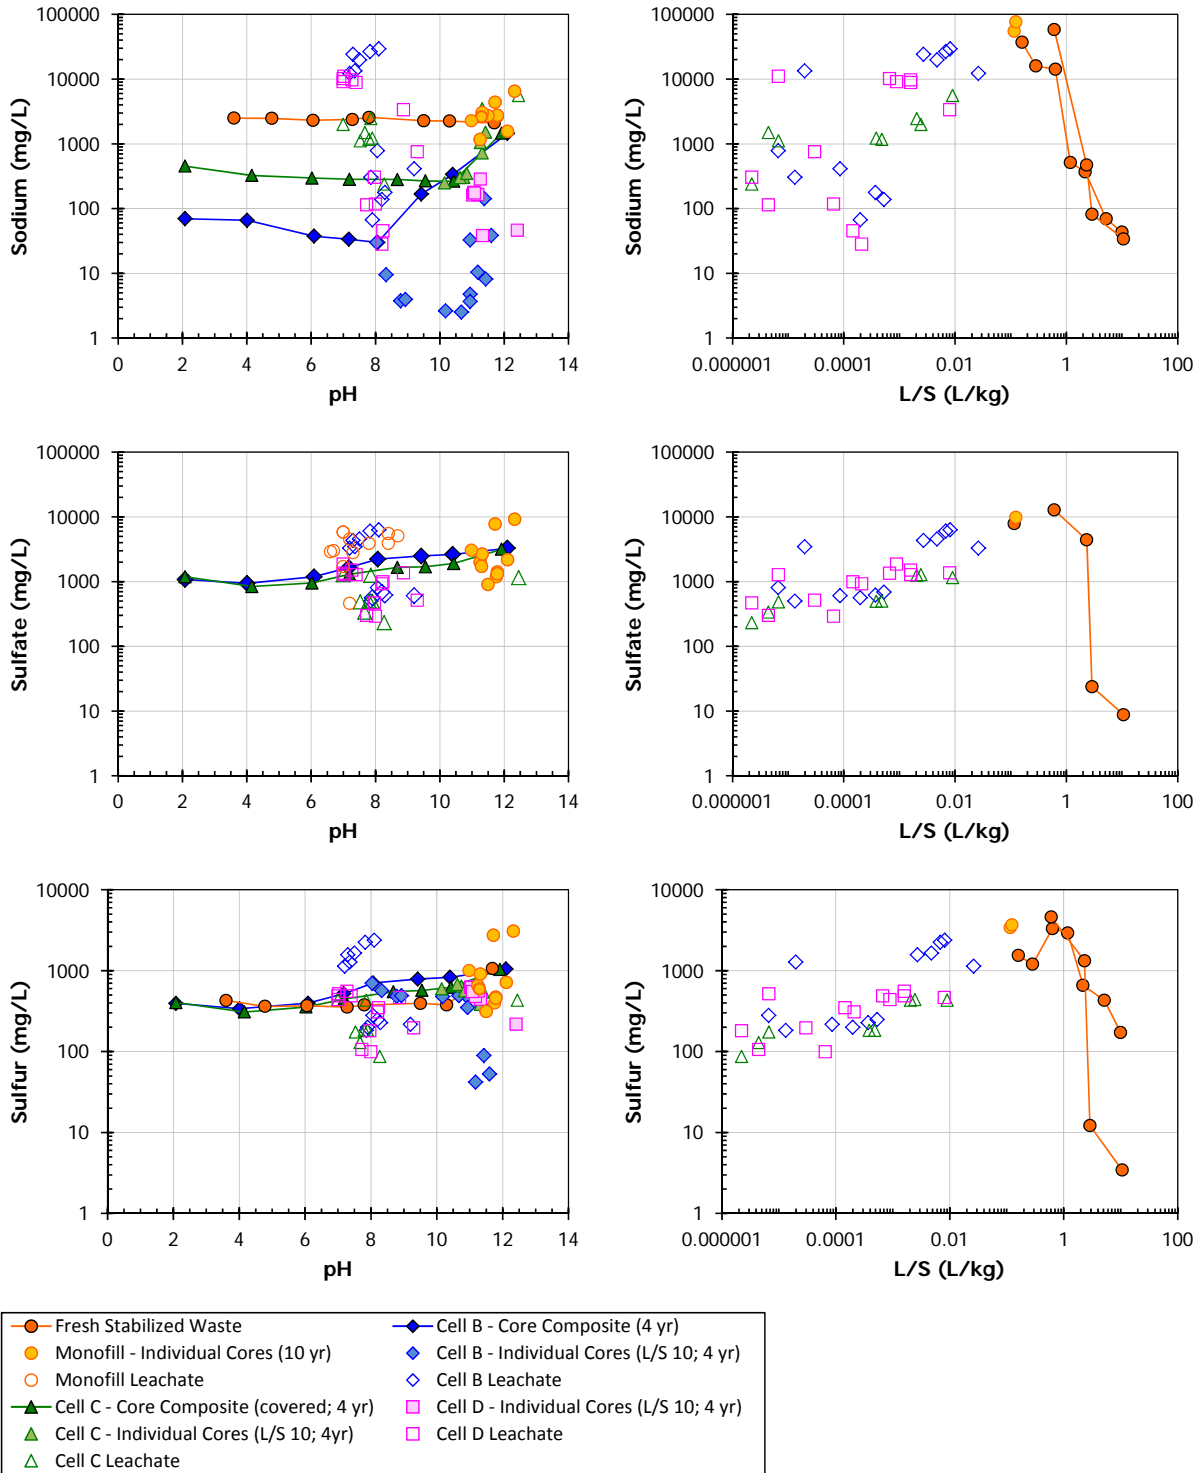 Sodium (mg/L)
100000
10000
1000
100
10
1
0 2 4 6 8 10 12 14
pH
Sodium (mg/L)
100000
10000
1000
100
10
1
0.000001 0.0001 0.01 1 100
L/S (L/kg)
Sulfate (mg/L)
100000
10000
1000
100
10
1
0 2 4 6 8 10 12 14
pH
Sulfate (mg/L)
100000
10000
1000
100
10
1
0.000001 0.0001 0.01 1 100
L/S (L/kg)
Sulfur (mg/L)
10000
1000
100
10
1
0 2 4 6 8 10 12 14
pH
Sulfur (mg/L)
10000
1000
100
10
1
0.000001 0.0001 0.01 1 100
L/S (L/kg)
Fresh Stabilized Waste
Monofill - Individual Cores (10 yr)
Monofill Leachate
Cell C - Core Composite (covered; 4 yr)
Cell C - Individual Cores (L/S 10; 4yr)
Cell C Leachate
Cell B - Core Composite (4 yr)
Cell B - Individual Cores (L/S 10; 4 yr)
Cell B Leachate
Cell D - Individual Cores (L/S 10; 4 yr)
Cell D Leachate